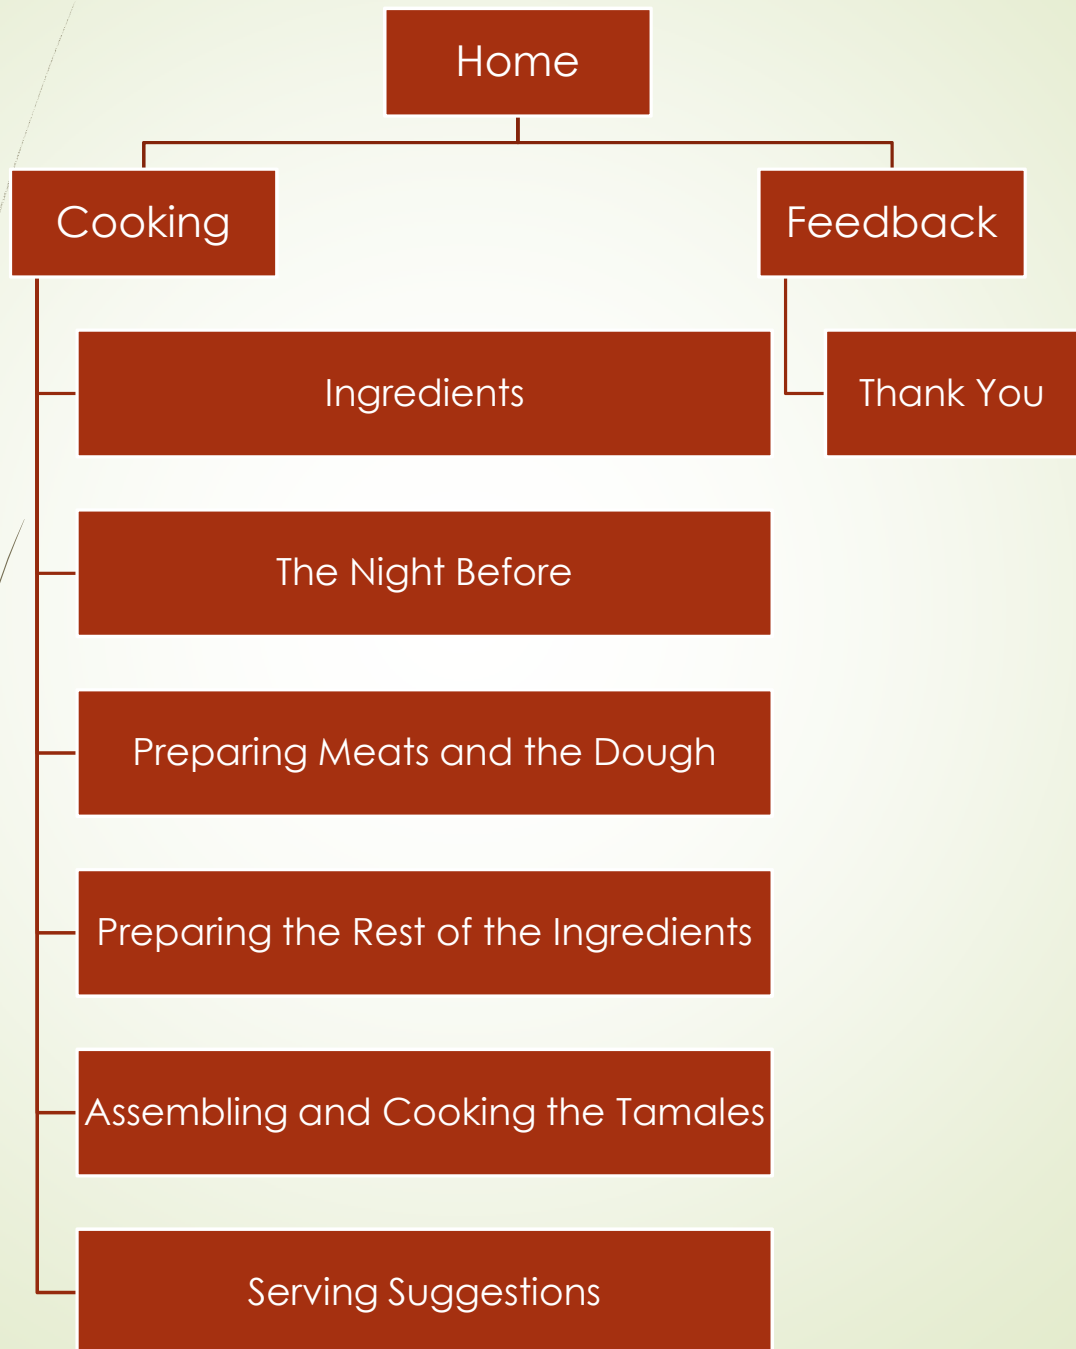 Home
Cooking
Feedback
Ingredients
Thank You
The Night Before
Preparing Meats and the Dough
Preparing the Rest of the Ingredients
Assembling and Cooking the Tamales
Serving Suggestions